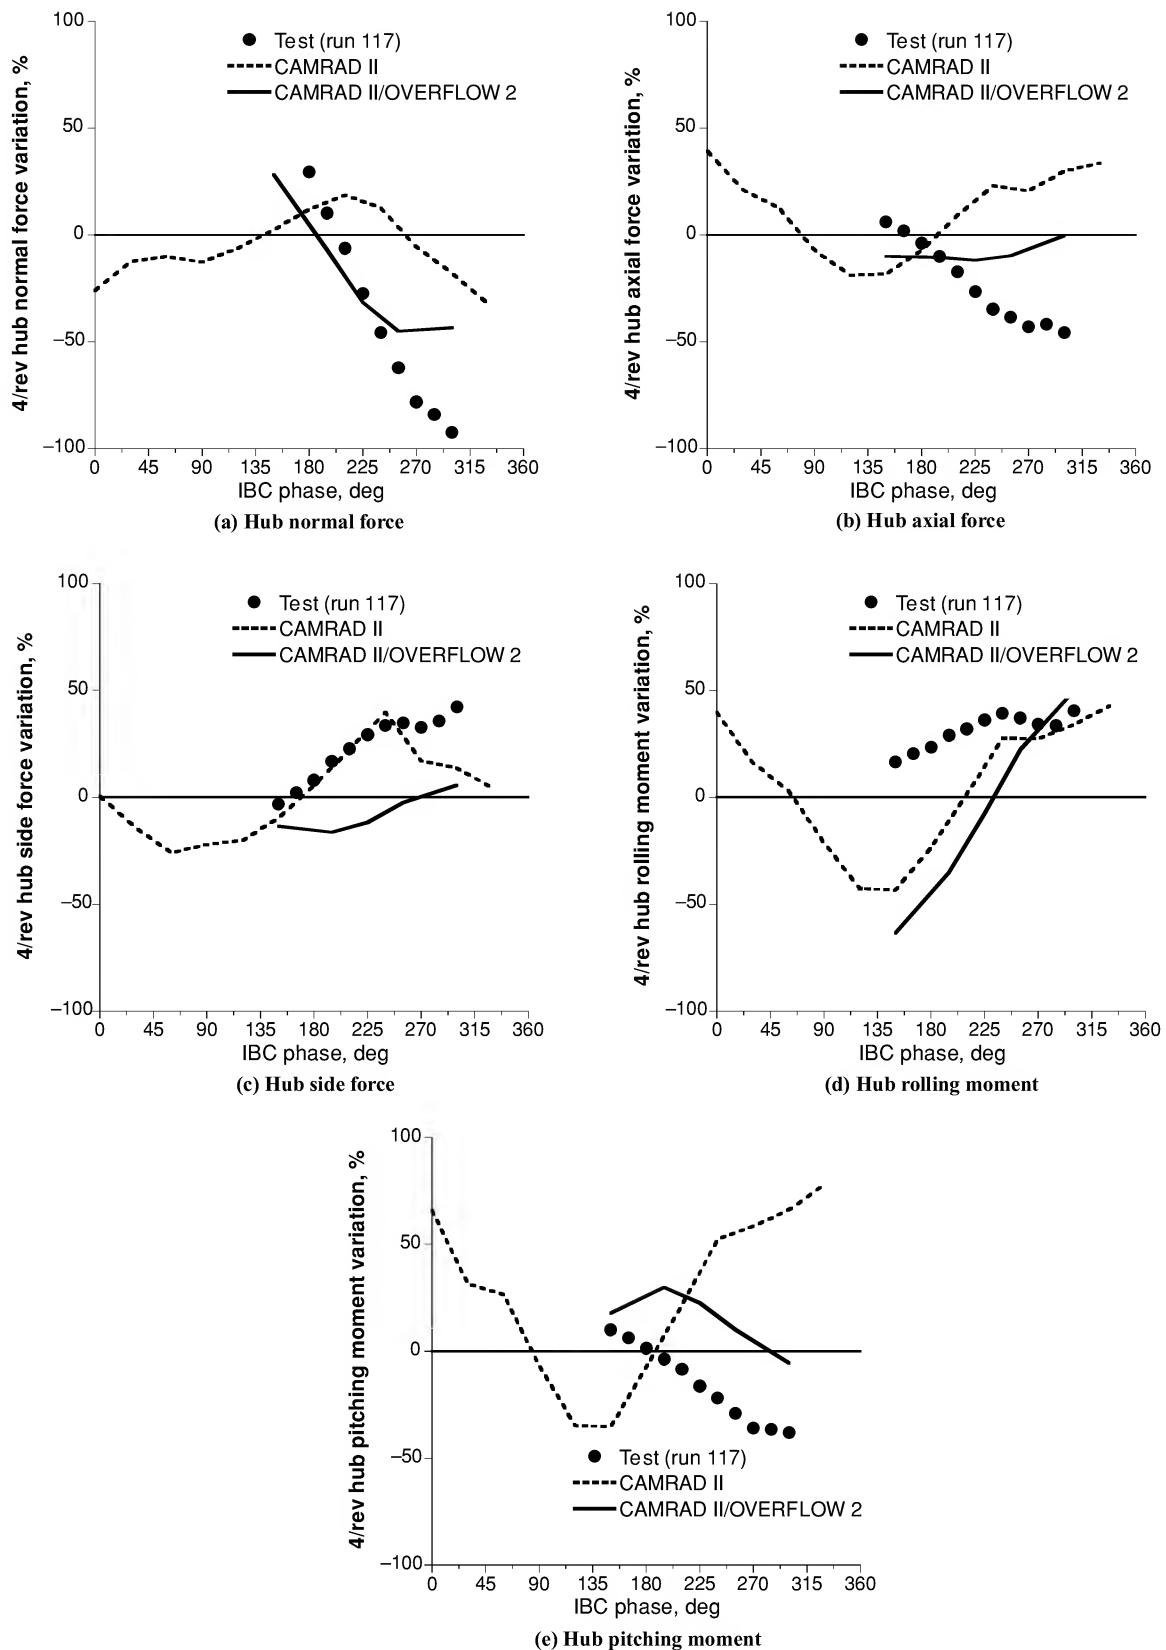 100
50
0
−50
−100
4/rev hub normal force variation, %
Test (run 117)
CAMRAD II
CAMRAD II/OVERFLOW 2
0 45 90 135 180 225 270 315 360
IBC phase, deg
(a) Hub normal force
100
50
0
−50
−100
4/rev hub axial force variation, %
Test (run 117)
CAMRAD II
CAMRAD II/OVERFLOW 2
0 45 90 135 180 225 270 315 360
IBC phase, deg
(b) Hub axial force
100
50
0
−50
−100
4/rev hub side force variation, %
Test (run 117)
CAMRAD II
CAMRAD II/OVERFLOW 2
0 45 90 135 180 225 270 315 360
IBC phase, deg
(c) Hub side force
100
50
0
−50
−100
4/rev hub rolling moment variation, %
Test (run 117)
CAMRAD II
CAMRAD II/OVERFLOW 2
0 45 90 135 180 225 270 315 360
IBC phase, deg
(d) Hub rolling moment
100
50
0
−50
−100
4/rev hub pitching moment variation, %
Test (run 117)
CAMRAD II
CAMRAD II/OVERFLOW 2
0 45 90 135 180 225 270 315 360
IBC phase, deg
(e) Hub pitching moment